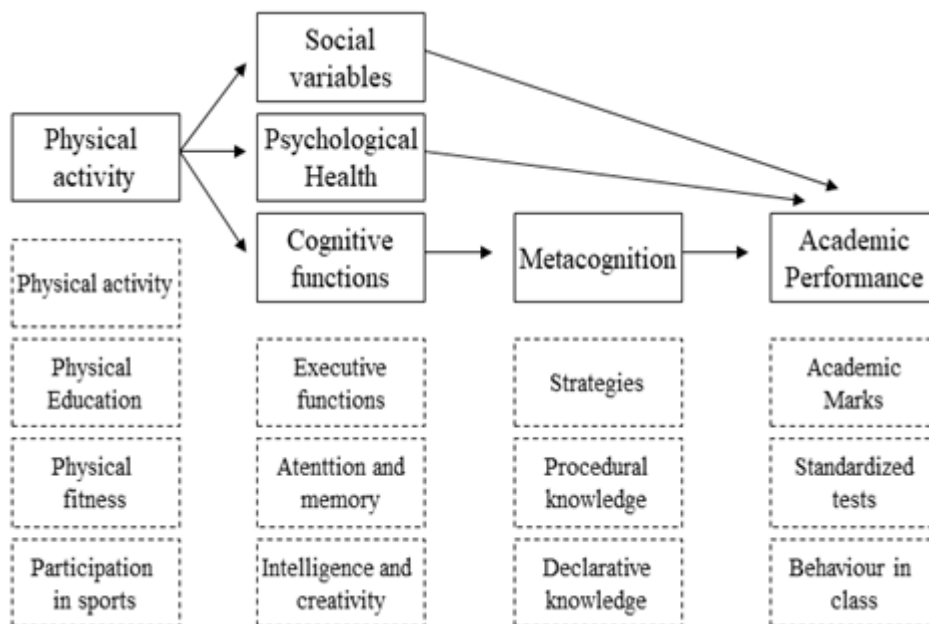 Social
variables
Physical
activity
Psychological
Health
Cognitive
functions
Metacognition
Academic
Performance
Physical activity
Physical
Education
Executive
functions
Strategies
Academic
Marks
Physical
fitness
Atenttion and
memory
Procedural
knowledge
Standardized
tests
Participation
in sports
Intelligence and
creativity
Declarative
knowledge
Behaviour in
class